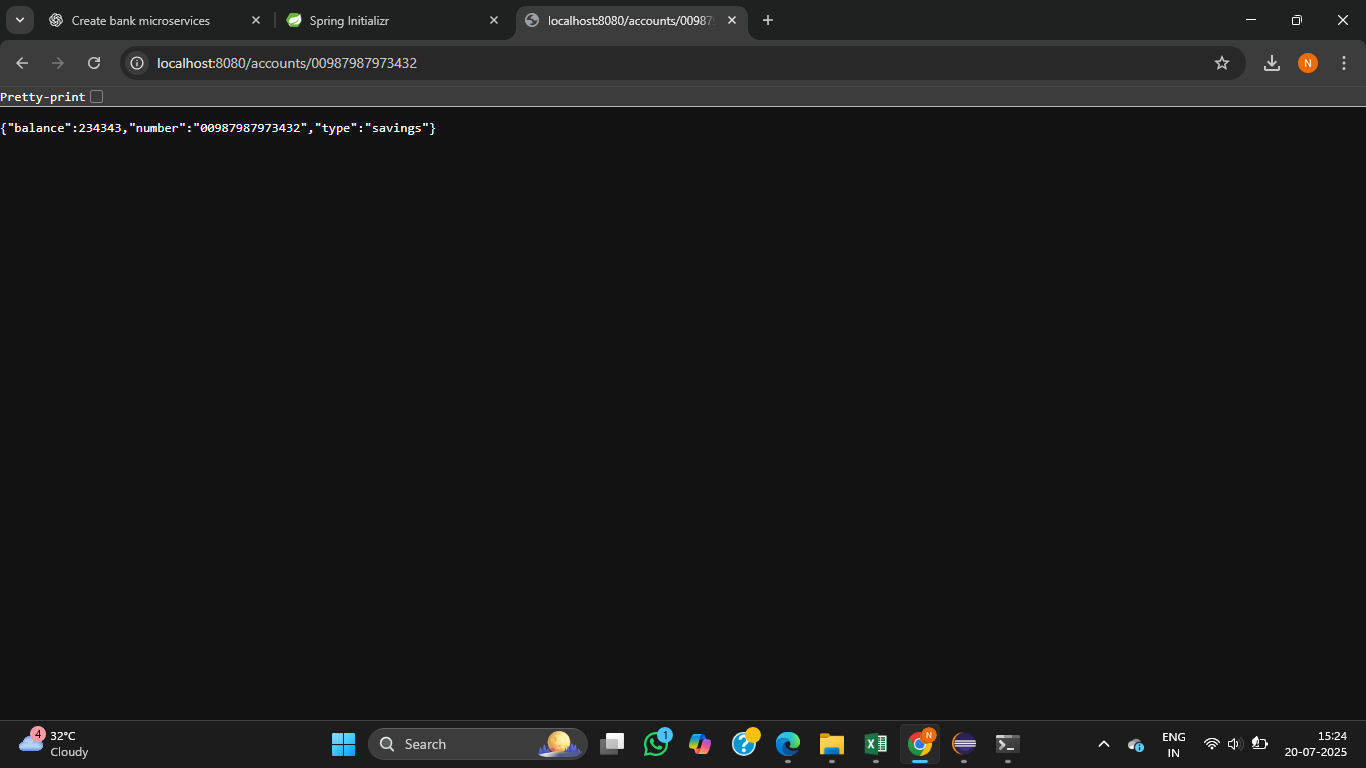 Create bank microservices
Spring Initializr
localhost:8080/accounts/00987
localhost:8080/accounts/00987987973432
N
Pretty-print
{"balance":234343,"number":"00987987973432","type":"savings"}
4
32°C
Cloudy
Search
1
N
ENG
IN
15:24
20-07-2025